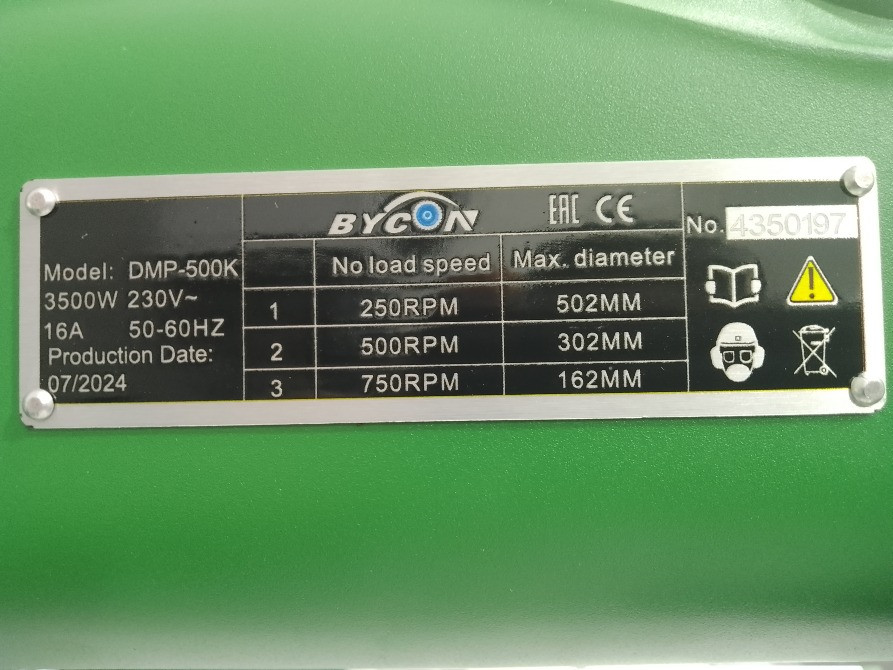 BYCON
EAC CE
No. 4350197
Model: DMP-500K
3500W 230V~
16A 50-60HZ
Production Date:
07/2024
No load speed Max. diameter
1 250RPM 502MM
2 500RPM 302MM
3 750RPM 162MM